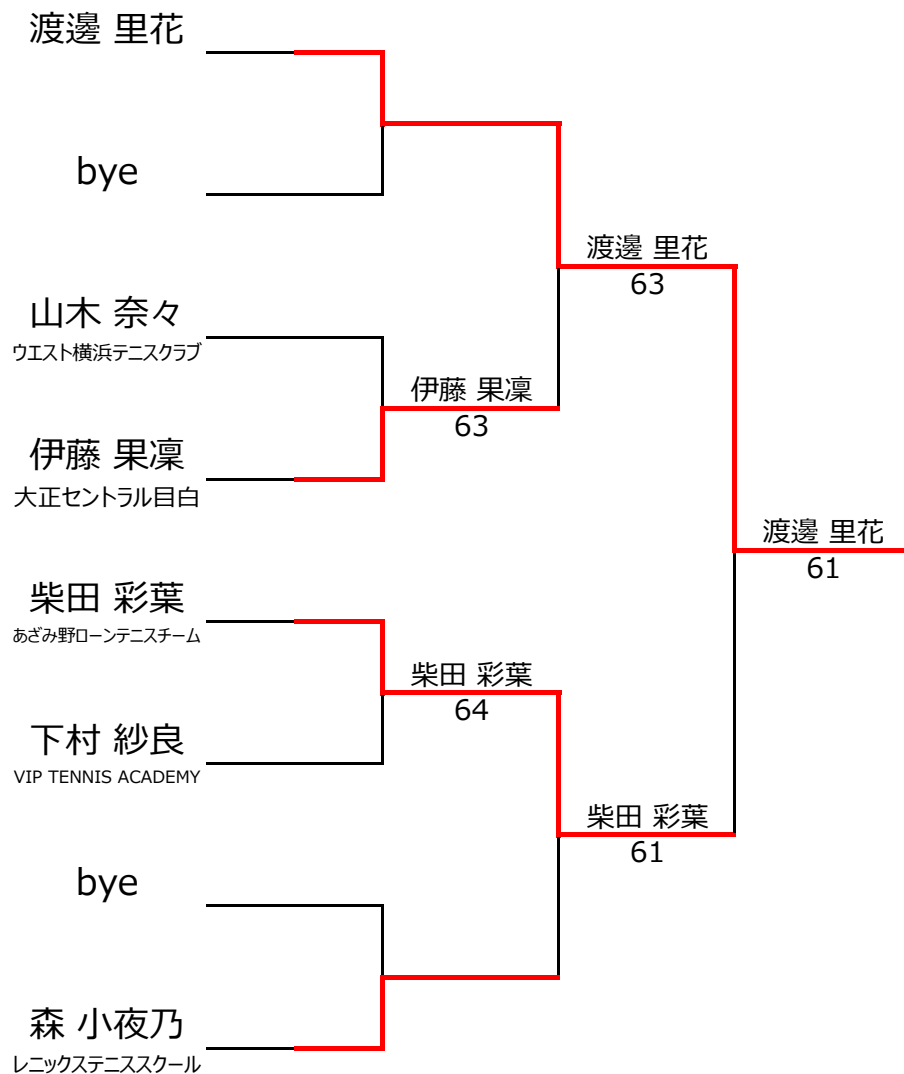 渡邊 里花
bye
山木 奈々
ウエスト横浜テニスクラブ
伊藤 果凜
大正セントラル目白
柴田 彩葉
あざみ野ローンテニスチーム
下村 紗良
VIP TENNIS ACADEMY
bye
森 小夜乃
レニックステニススクール
伊藤 果凜
63
柴田 彩葉
64
渡邊 里花
63
柴田 彩葉
61
渡邊 里花
61